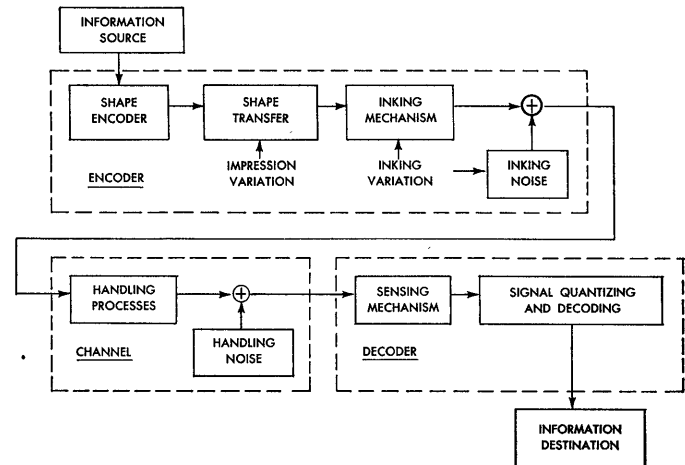 INFORMATION
SOURCE
SHAPE
ENCODER
SHAPE
TRANSFER
INKING
MECHANISM
IMPRESSION
VARIATION
INKING
VARIATION
INKING
NOISE
ENCODER
HANDLING
PROCESSES
HANDLING
NOISE
CHANNEL
SENSING
MECHANISM
SIGNAL QUANTIZING
AND DECODING
DECODER
INFORMATION
DESTINATION